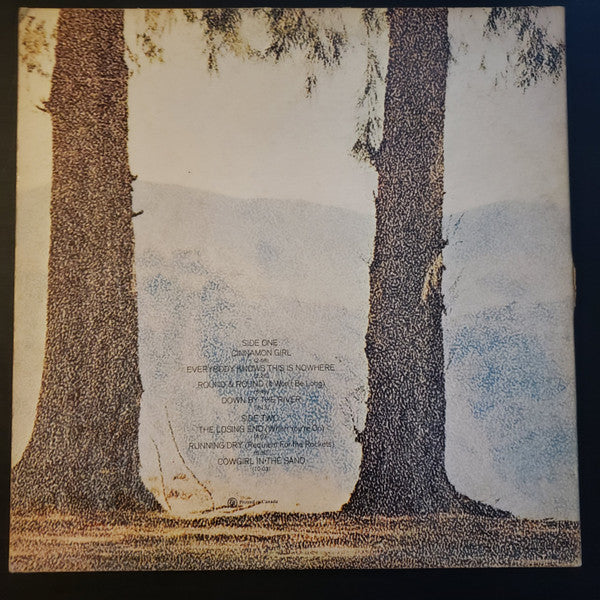 SIDE ONE
CINNAMON GIRL
EVERYBODY KNOWS THIS IS NOWHERE
ROUND & ROUND (It Won't Be Long)
DOWN BY THE RIVER
SIDE TWO
THE LOSING END (When You're On)
RUNNING DRY (Requiem For the Rockets)
COWGIRL IN THE SAND
Printed in Canada